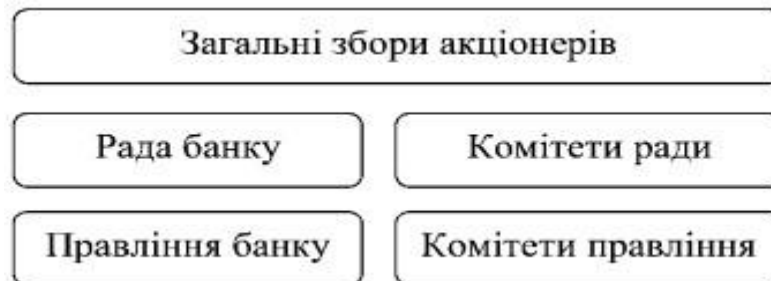 Загальні збори акціонерів
Рада банку
Комітети ради
Правління банку
Комітети правління